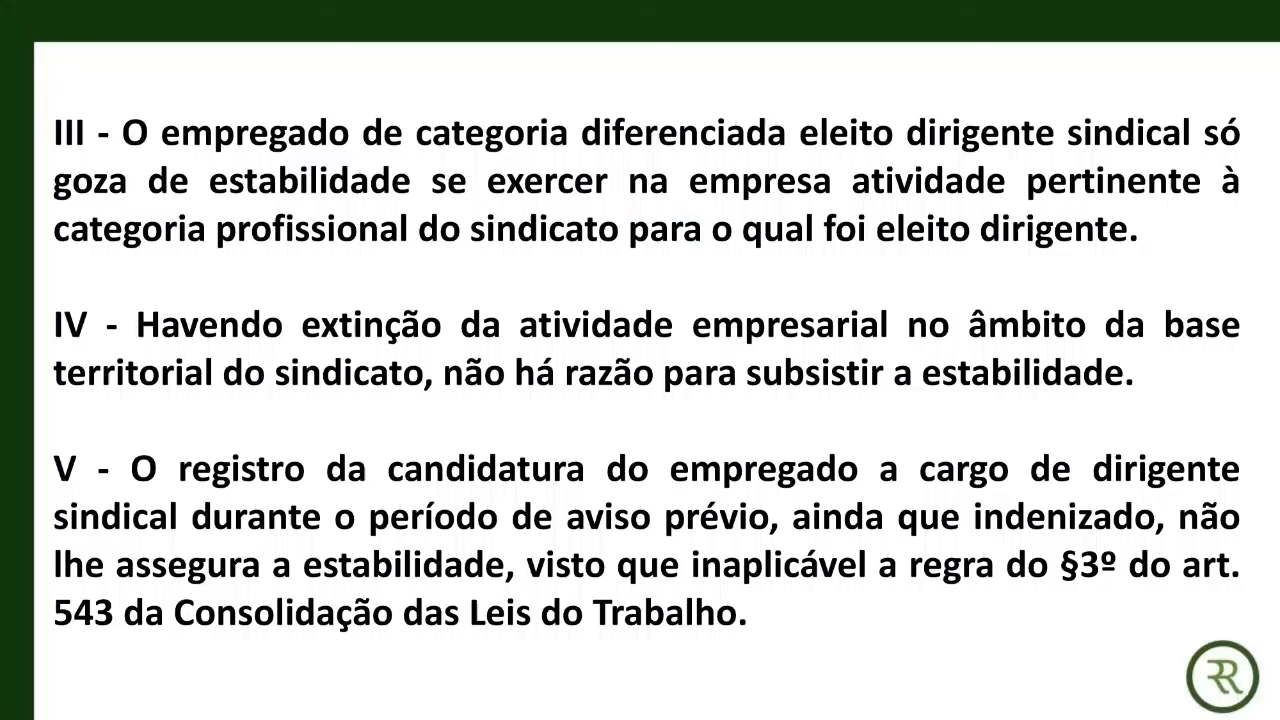 III - O empregado de categoria diferenciada eleito dirigente sindical só
goza de estabilidade se exercer na empresa atividade pertinente à
categoria profissional do sindicato para o qual foi eleito dirigente.
IV - Havendo extinção da atividade empresarial no âmbito da base
territorial do sindicato, não há razão para subsistir a estabilidade.
V - O registro da candidatura do empregado a cargo de dirigente
sindical durante o período de aviso prévio, ainda que indenizado, não
lhe assegura a estabilidade, visto que inaplicável a regra do §3º do art.
543 da Consolidação das Leis do Trabalho.